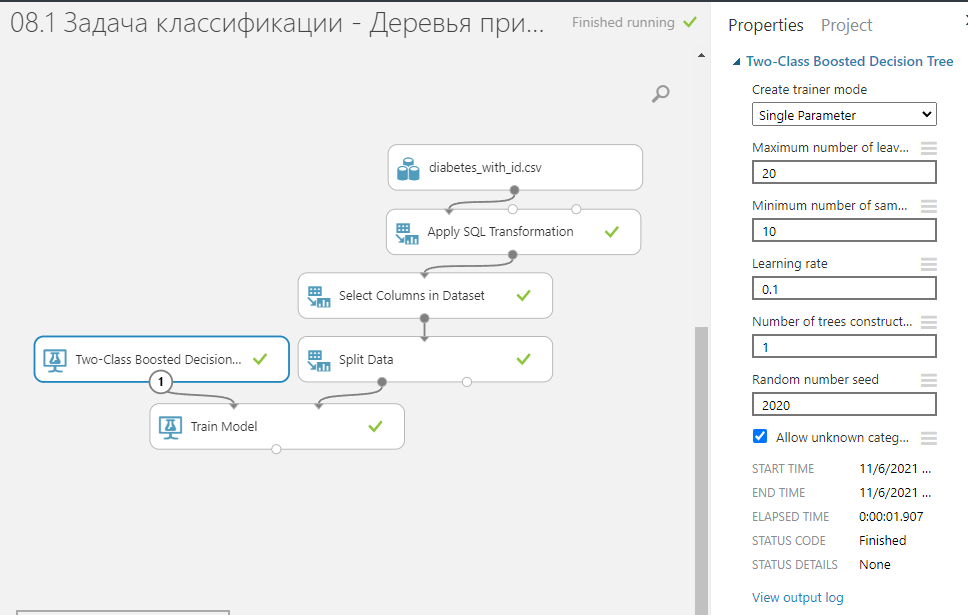 08.1 Задача классификации - Деревья при...
Finished running
diabetes_with_id.csv
Apply SQL Transformation
Select Columns in Dataset
Two-Class Boosted Decision...
Split Data
1
Train Model
Properties
Project
Two-Class Boosted Decision Tree
Create trainer mode
Single Parameter
Maximum number of leav...
20
Minimum number of sam...
10
Learning rate
0.1
Number of trees construct...
1
Random number seed
2020
Allow unknown categ...
START TIME 11/6/2021 ...
END TIME 11/6/2021 ...
ELAPSED TIME 0:00:01.907
STATUS CODE Finished
STATUS DETAILS None
View output log